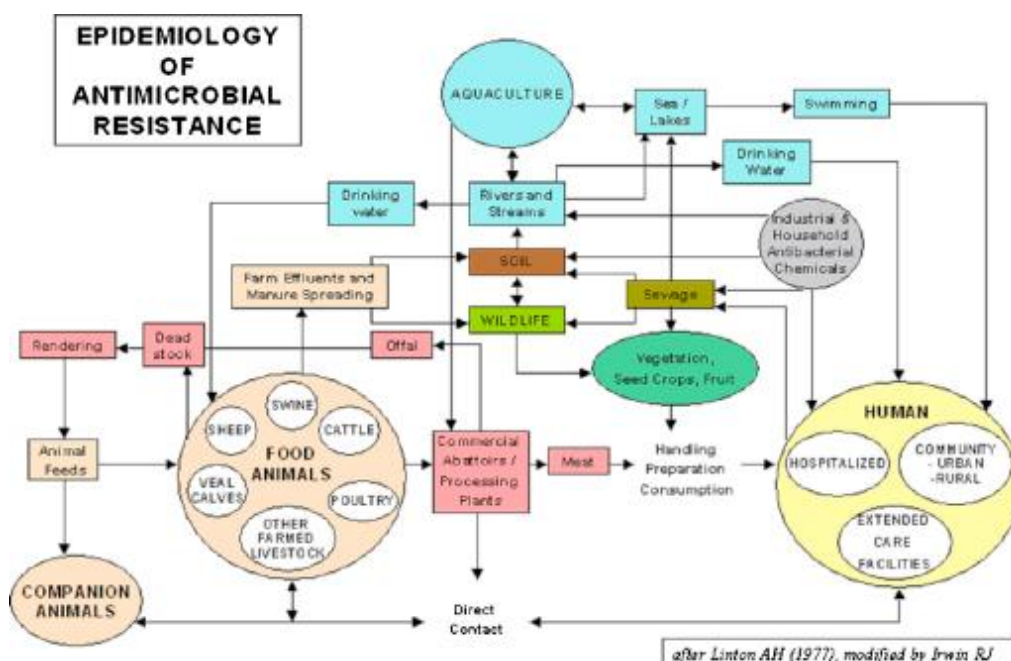 EPIDEMIOLOGY
OF
ANTIMICROBIAL
RESISTANCE
AQUACULTURE
Sea /
Lakes
Swimming
Drinking
Water
Drinking
water
Rivers and
Streams
Industrial &
Household
Antibacterial
Chemicals
SOIL
Farm Effluents and
Manure Spreading
Sewage
WILDLIFE
Rendering
Dead
stock
Offal
Vegetation,
Seed Crops, Fruit
SWINE
SHEEP
CATTLE
FOOD
ANIMALS
VEAL
CALVES
POULTRY
OTHER
FARMED
LIVESTOCK
Animal
Feeds
Commercial
Abattoirs /
Processing
Plants
Meat
Handling
Preparation
Consumption
HUMAN
HOSPITALIZED
COMMUNITY
- URBAN
-RURAL
EXTENDED
CARE
FACILITIES
COMPANION
ANIMALS
Direct
Contact
after Linton AH (1977), modified by Irwin RJ